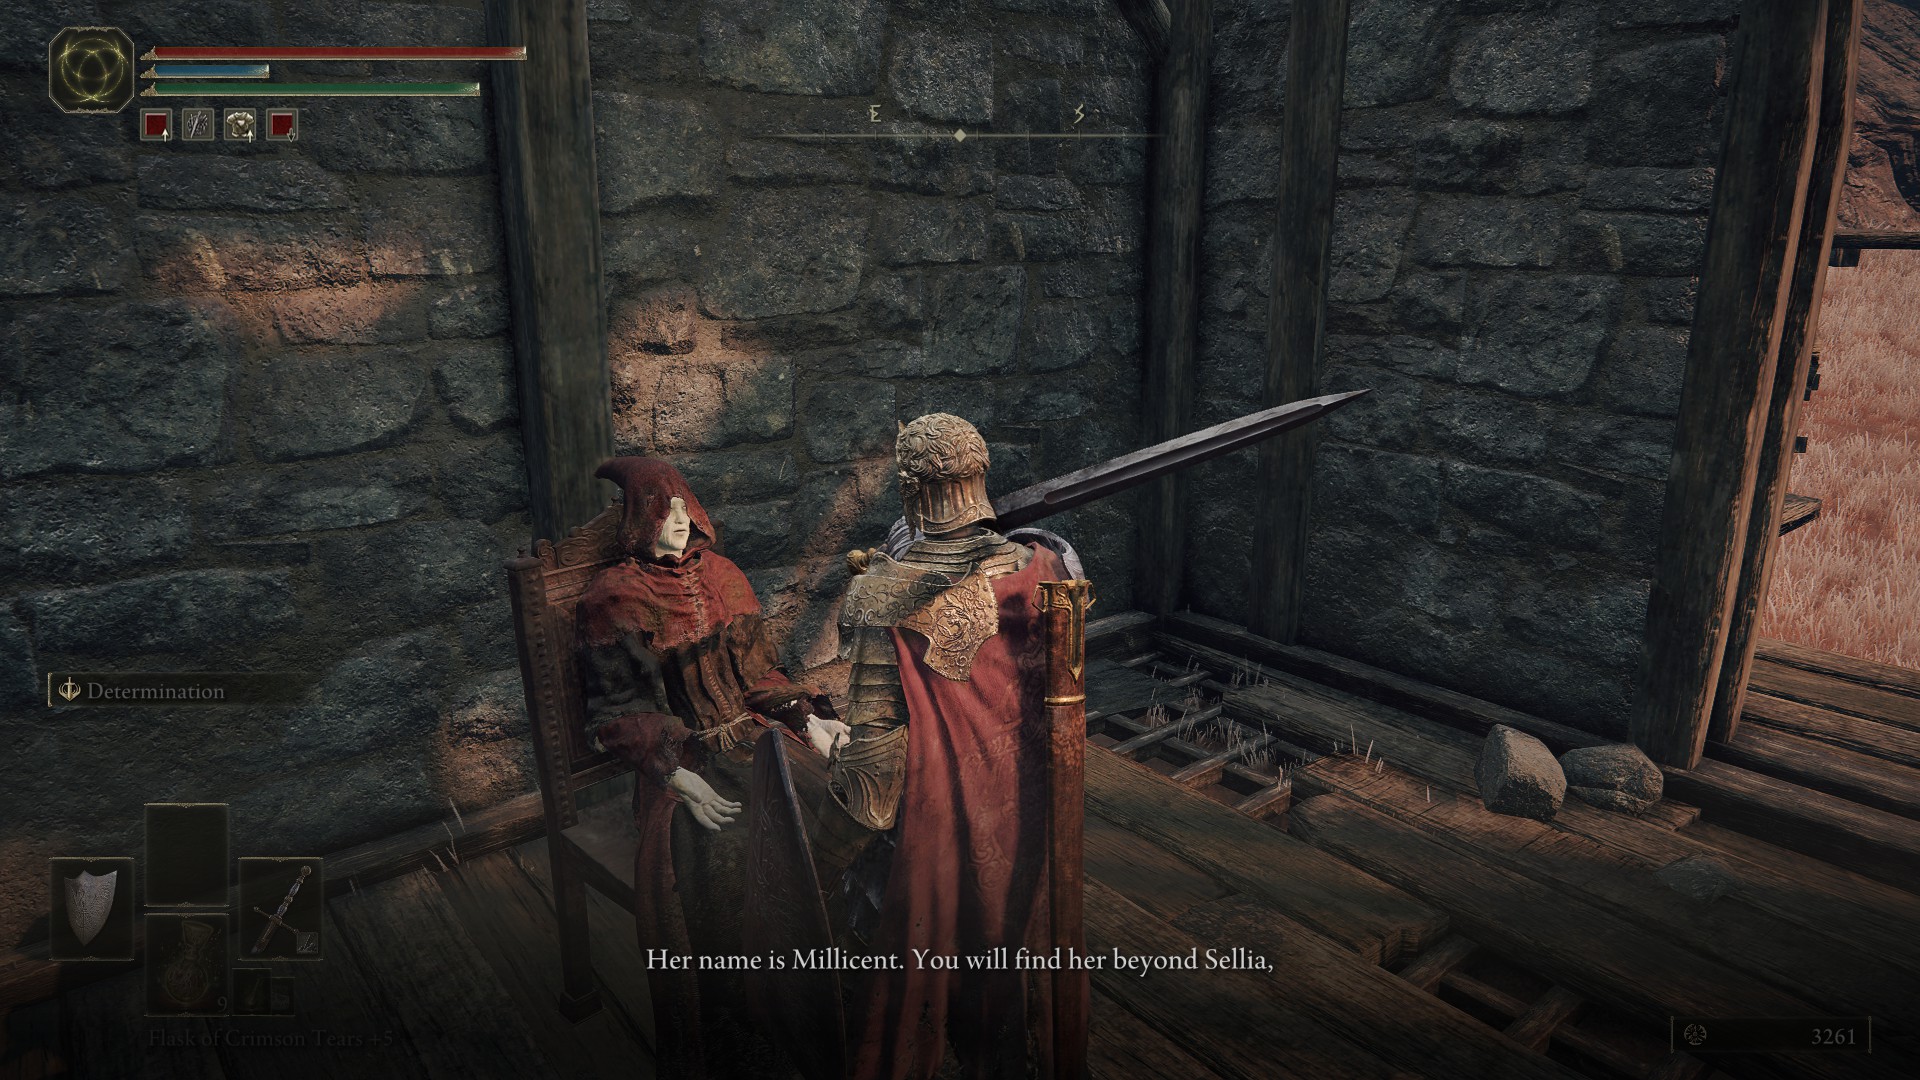 E S
Determination
Her name is Millicent. You will find her beyond Sellia,
9
Flask of Crimson Tears +5
3261